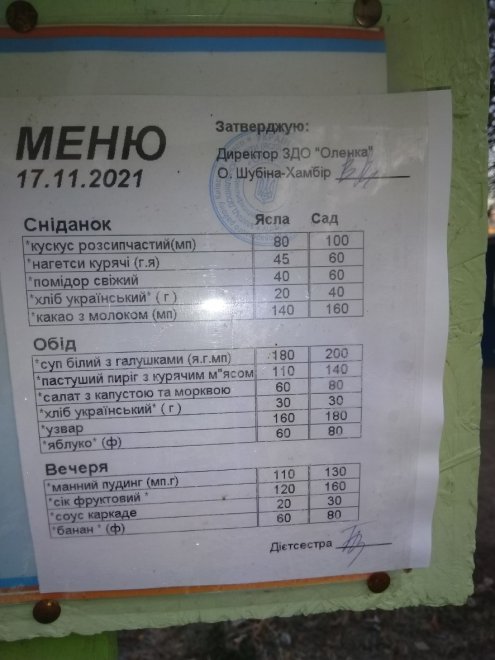 МЕНЮ
17.11.2021
Затверджую:
Директор ЗДО "Оленка"
О. Шубіна-Хамбір
Сніданок Ясла Сад
*кускус розсипчастий(мп) 80 100
*нагетси курячі (г.я) 45 60
*помідор свіжий 40 60
*хліб український* ( г ) 20 40
*какао з молоком (мп) 140 160
Обід
*суп білий з галушками (я.г.мп) 180 200
*пастуший пиріг з курячим м"ясом 110 140
*салат з капустою та морквою 60 80
*хліб український* ( г ) 30 30
*узвар 160 180
*яблуко* (ф) 60 80
Вечеря
*манний пудинг (мп.г) 110 130
*сік фруктовий * 120 160
*соус каркаде 20 30
*банан * (ф) 60 80
Дієтсестра